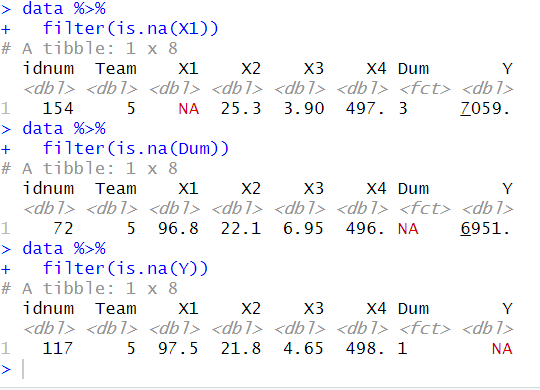 > data %>%
+   filter(is.na(X1))
# A tibble: 1 x 8
  idnum  Team    X1    X2    X3    X4 Dum       Y
  <dbl> <dbl> <dbl> <dbl> <dbl> <dbl> <fct> <dbl>
1   154     5    NA  25.3  3.90  497. 3     7059.
> data %>%
+   filter(is.na(Dum))
# A tibble: 1 x 8
  idnum  Team    X1    X2    X3    X4 Dum       Y
  <dbl> <dbl> <dbl> <dbl> <dbl> <dbl> <fct> <dbl>
1    72     5  96.8  22.1  6.95  496. NA    6951.
> data %>%
+   filter(is.na(Y))
# A tibble: 1 x 8
  idnum  Team    X1    X2    X3    X4 Dum       Y
  <dbl> <dbl> <dbl> <dbl> <dbl> <dbl> <fct> <dbl>
1   117     5  97.5  21.8  4.65  498. 1        NA
>